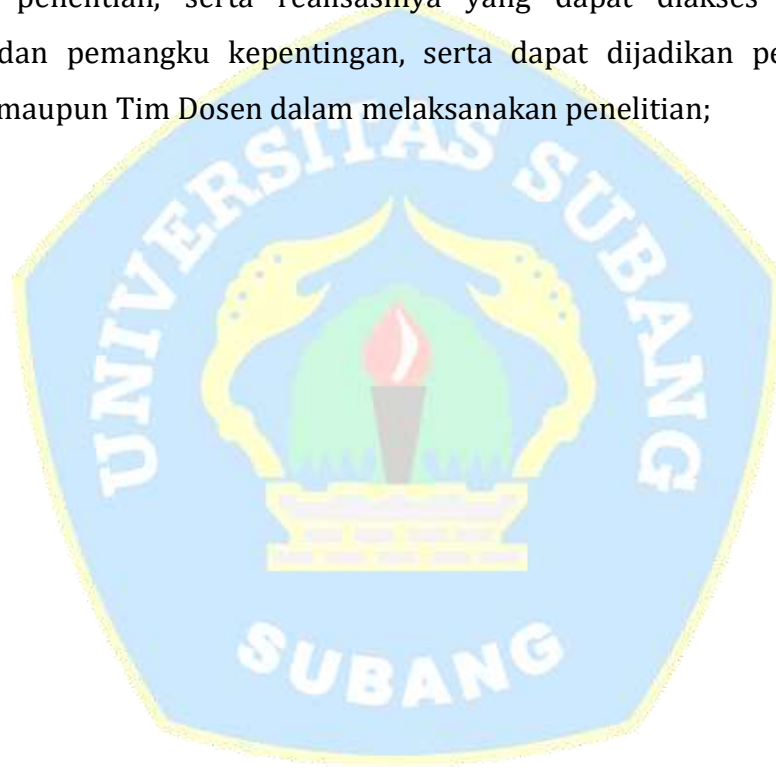 penelitian, serta realisasinya yang dapat diakses
dan pemangku kepentingan, serta dapat dijadikan pe
maupun Tim Dosen dalam melaksanakan penelitian;
UNIVERSITAS SUBANG
SUBANG